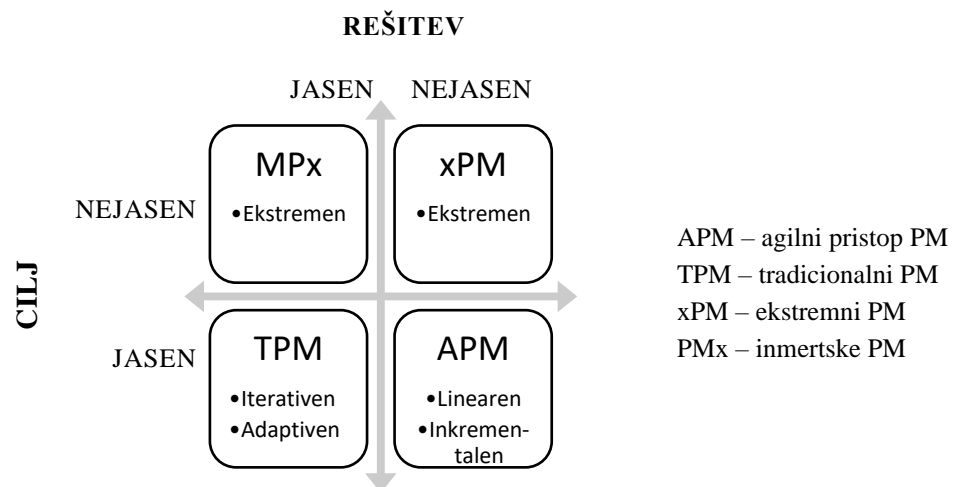 REŠITEV
JASEN NEJASEN
MPx
•Ekstremen
xPM
•Ekstremen
NEJASEN
CILJ
JASEN
TPM
•Iterativen
•Adaptiven
APM
•Linearen
•Inkremen-
talen
APM – agilni pristop PM
TPM – tradicionalni PM
xPM – ekstremni PM
PMx – inmertske PM